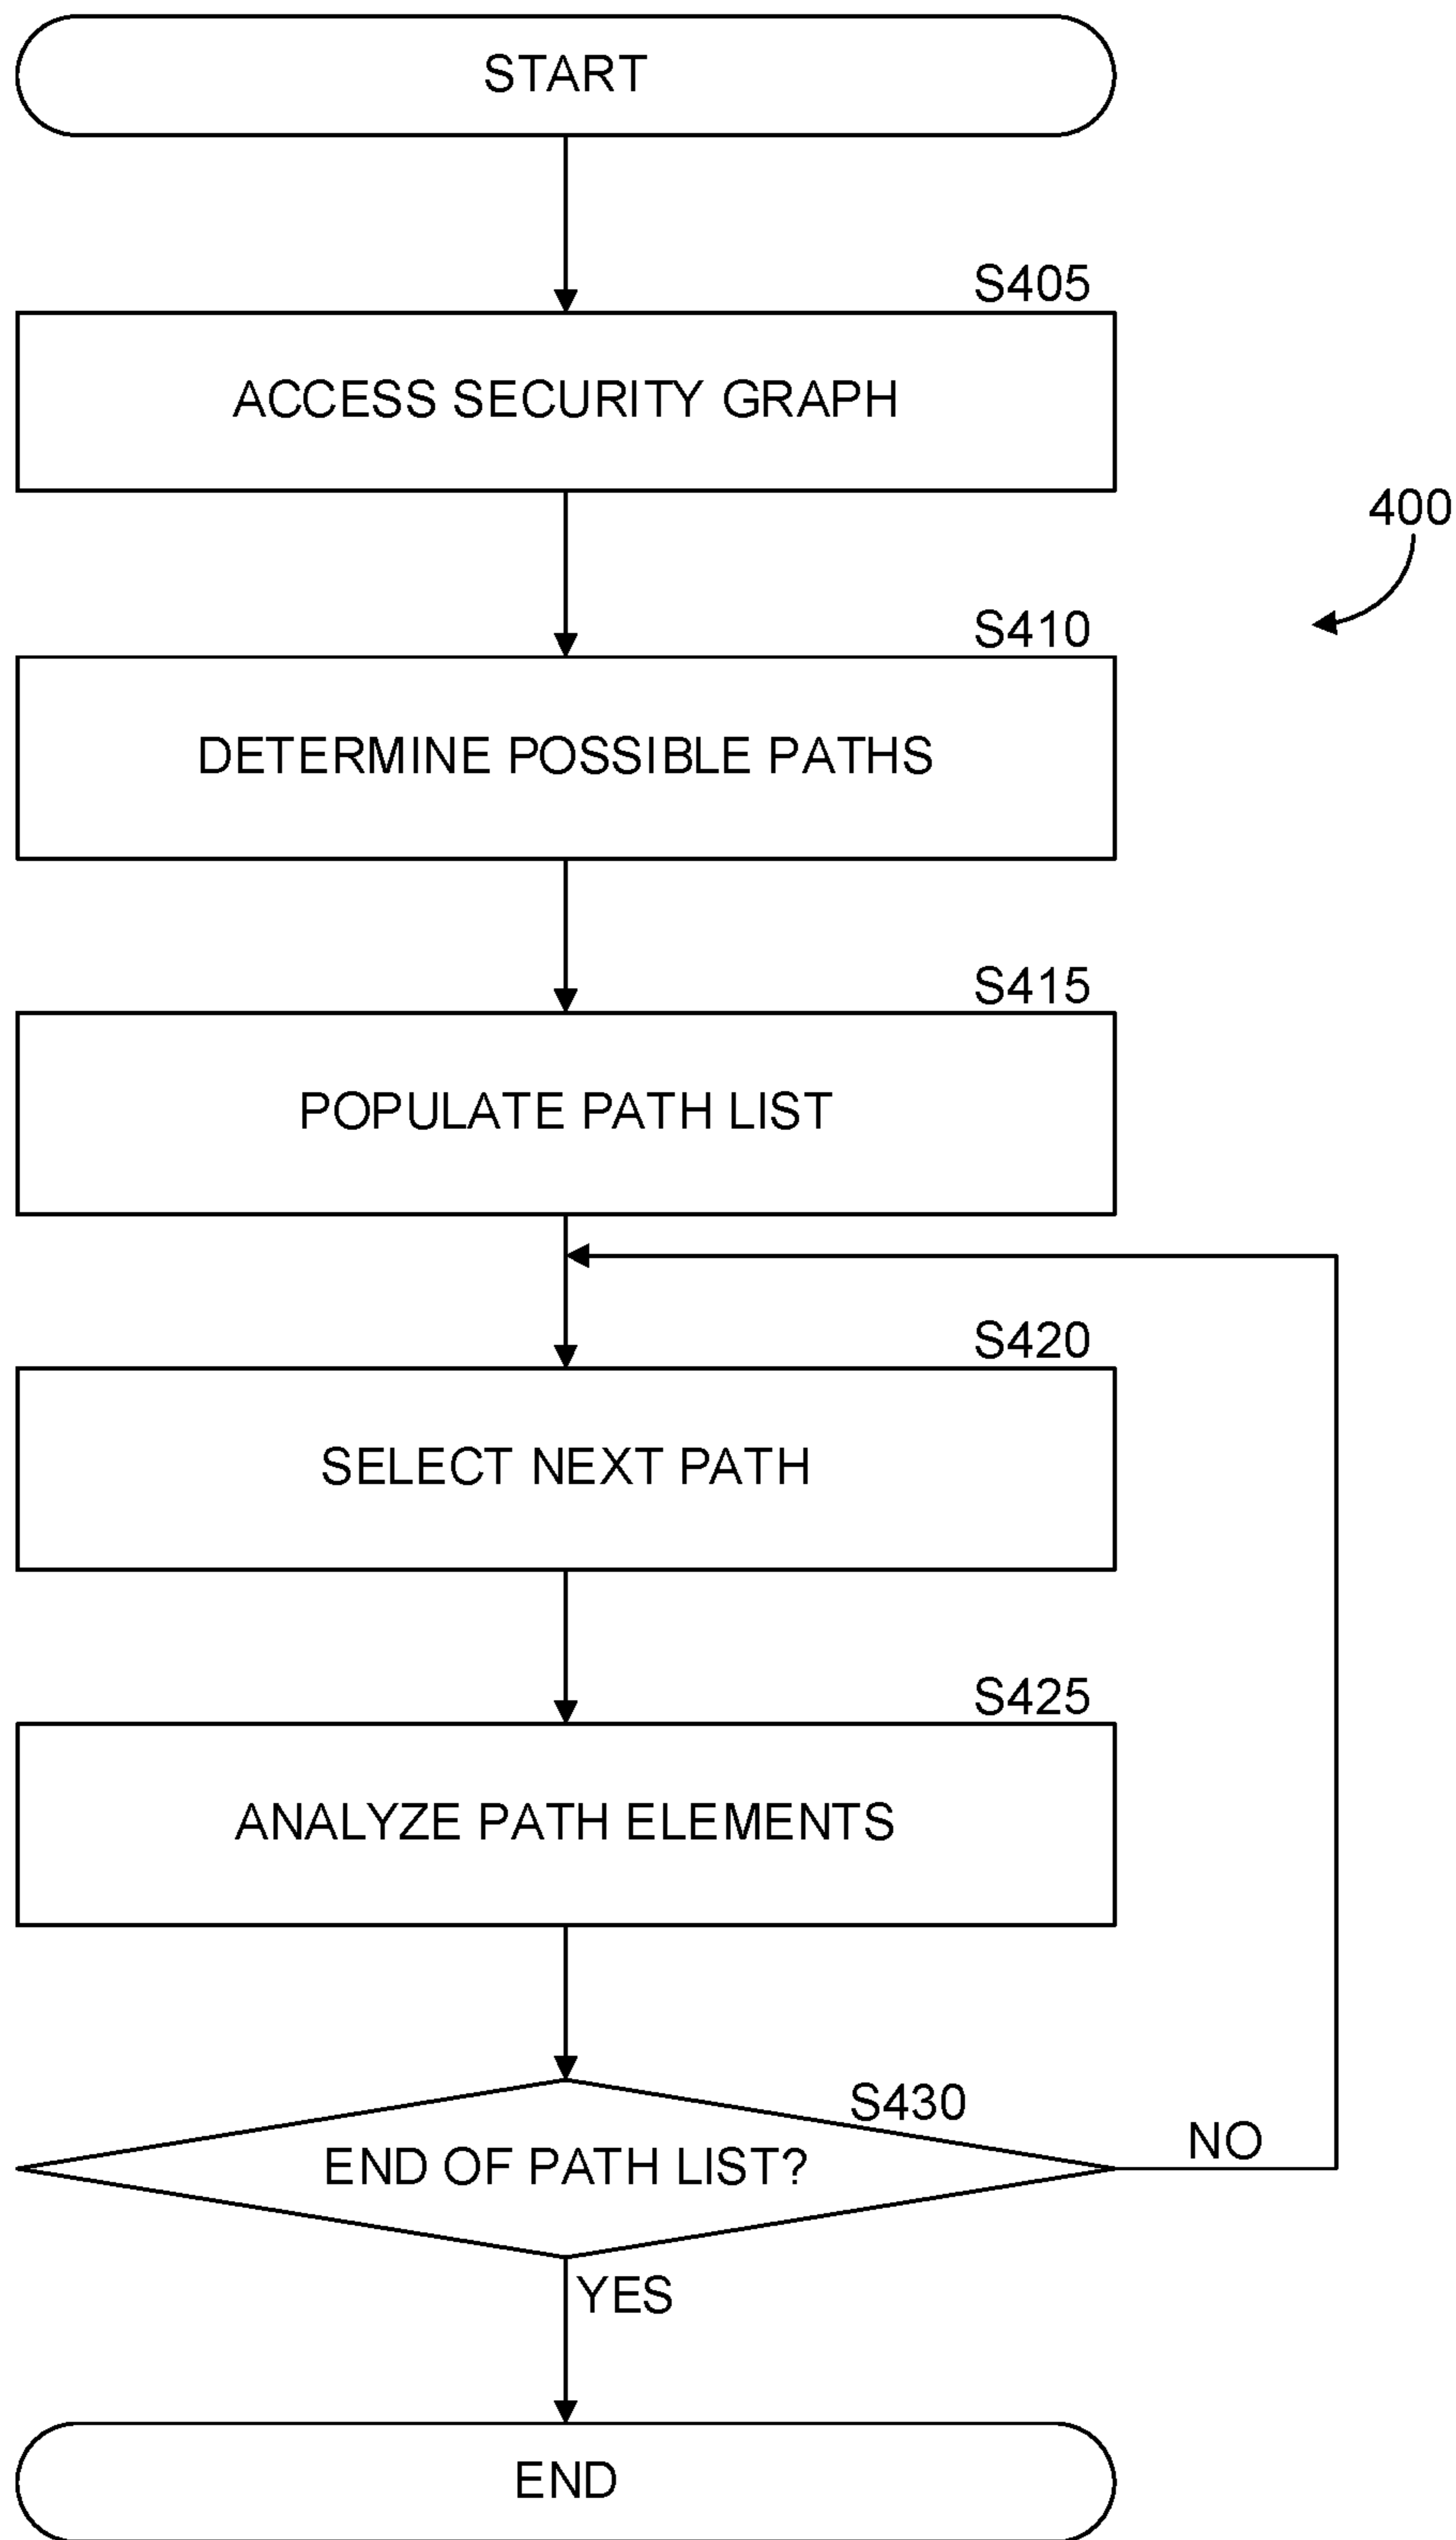 START
S405
ACCESS SECURITY GRAPH
400
S410
DETERMINE POSSIBLE PATHS
S415
POPULATE PATH LIST
S420
SELECT NEXT PATH
S425
ANALYZE PATH ELEMENTS
S430
END OF PATH LIST?
NO
YES
END